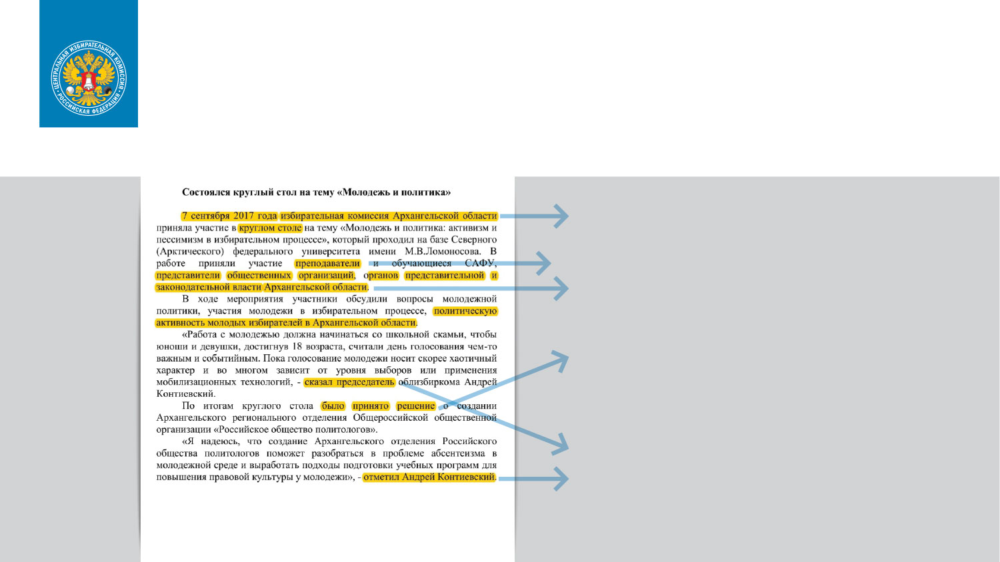 ЦЕНТРАЛЬНАЯ ИЗБИРАТЕЛЬНАЯ КОМИССИЯ
РОССИЙСКАЯ ФЕДЕРАЦИЯ
Состоялся круглый стол на тему «Молодежь и политика»
7 сентября 2017 года избирательная комиссия Архангельской области
приняла участие в круглом столе на тему «Молодежь и политика: активизм и
пессимизм в избирательном процессе», который проходил на базе Северного
(Арктического) федерального университета имени М.В.Ломоносова. В
работе приняли участие преподаватели и обучающиеся САФУ,
представители общественных организаций, органов представительной и
законодательной власти Архангельской области.
В ходе мероприятия участники обсудили вопросы молодежной
политики, участия молодежи в избирательном процессе, политическую
активность молодых избирателей в Архангельской области.
«Работа с молодежью должна начинаться со школьной скамьи, чтобы
юноши и девушки, достигнув 18 возраста, считали день голосования чем-то
важным и событийным. Пока голосование молодежи носит скорее хаотичный
характер и во многом зависит от уровня выборов или применения
мобилизационных технологий, - сказал председатель облизбиркома Андрей
Контиевский.
По итогам круглого стола было принято решение о создании
Архангельского регионального отделения Общероссийской общественной
организации «Российское общество политологов».
«Я надеюсь, что создание Архангельского отделения Российского
общества политологов поможет разобраться в проблеме абсентеизма в
молодежной среде и выработать подходы подготовки учебных программ для
повышения правовой культуры у молодежи», - отметил Андрей Контиевский.